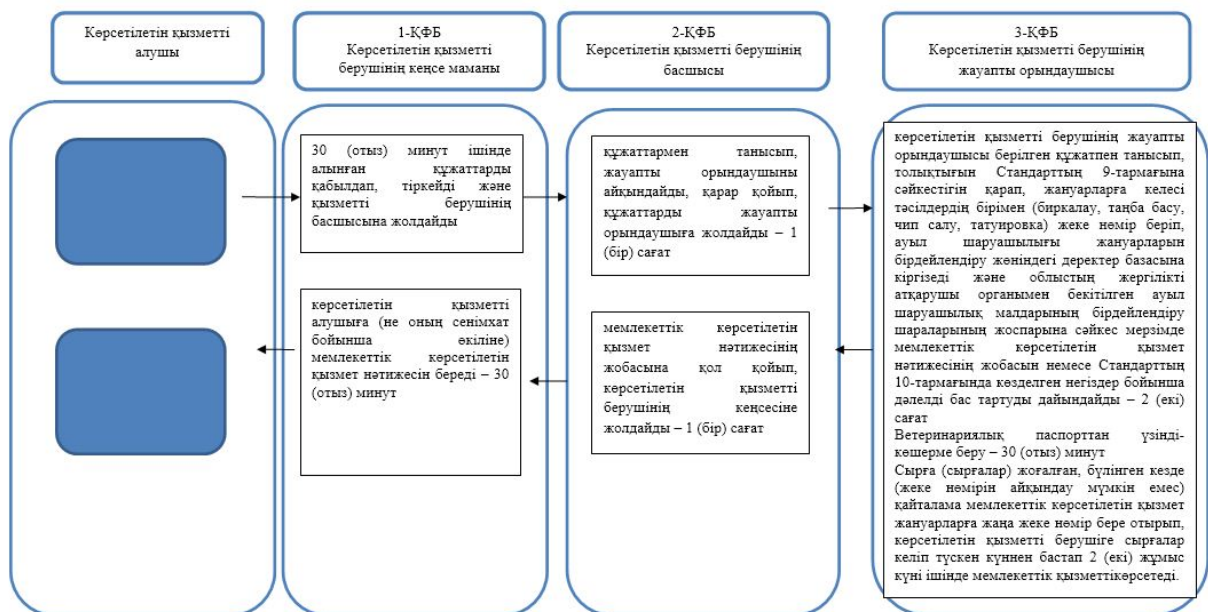 Көрсетілетін қызметті
алушы
1-ҚФБ
Көрсетілетін қызметті
берушінің кеңсе маманы
2-ҚФБ
Көрсетілетін қызметті берушінің
басшысы
3-ҚФБ
Көрсетілетін қызметті берушінің
жауапты орындаушысы
30 (отыз) минут ішінде
алынған құжаттарды
қабылдап, тіркейді және
қызметті берушінің
басшысына жолдайды
құжаттармен танысып,
жауапты орындаушыны
айқындайды, қарар қойып,
құжаттарды жауапты
орындаушыға жолдайды – 1
(бір) сағат
көрсетілетін қызметті берушінің жауапты
орындаушысы берілген құжатпен танысып,
толықтығын Стандарттың 9-тармағына
сәйкестігін қарап, жануарларға келесі
тәсілдердің бірімен (биркалау, таңба басу,
чип салу, татуировка) жеке нөмір беріп,
ауыл шаруашылығы жануарларын
бірдейлендіру жөніндегі деректер базасына
кіргізеді және облыстың жергілікті
атқарушы органымен бекітілген ауыл
шаруашылық малдарының бірдейлендіру
шараларының жоспарына сәйкес мерзімде
мемлекеттік көрсетілетін қызмет
нәтижесінің жобасын немесе Стандарттың
10-тармағында көзделген негіздер бойынша
дәлелді бас тартуды дайындайды – 2 (екі)
сағат
Ветеринариялық паспорттан үзінді-
көшерме беру – 30 (отыз) минут
Сырға (сырғалар) жоғалған, бүлінген кезде
(жеке нөмірін айқындау мүмкін емес)
қайталама мемлекеттік көрсетілетін қызмет
жануарларға жаңа жеке нөмір бере отырып,
көрсетілетін қызметті берушіге сырғалар
келіп түскен күннен бастап 2 (екі) жұмыс
күні ішінде мемлекеттік қызметтікөрсетеді.
көрсетілетін қызметті
алушыға (не оның сенімхат
бойынша өкіліне)
мемлекеттік көрсетілетін
қызмет нәтижесін береді – 30
(отыз) минут
мемлекеттік көрсетілетін
қызмет нәтижесінің
жобасына қол қойып,
көрсетілетін қызметті
берушінің кеңсесіне
жолдайды – 1 (бір) сағат